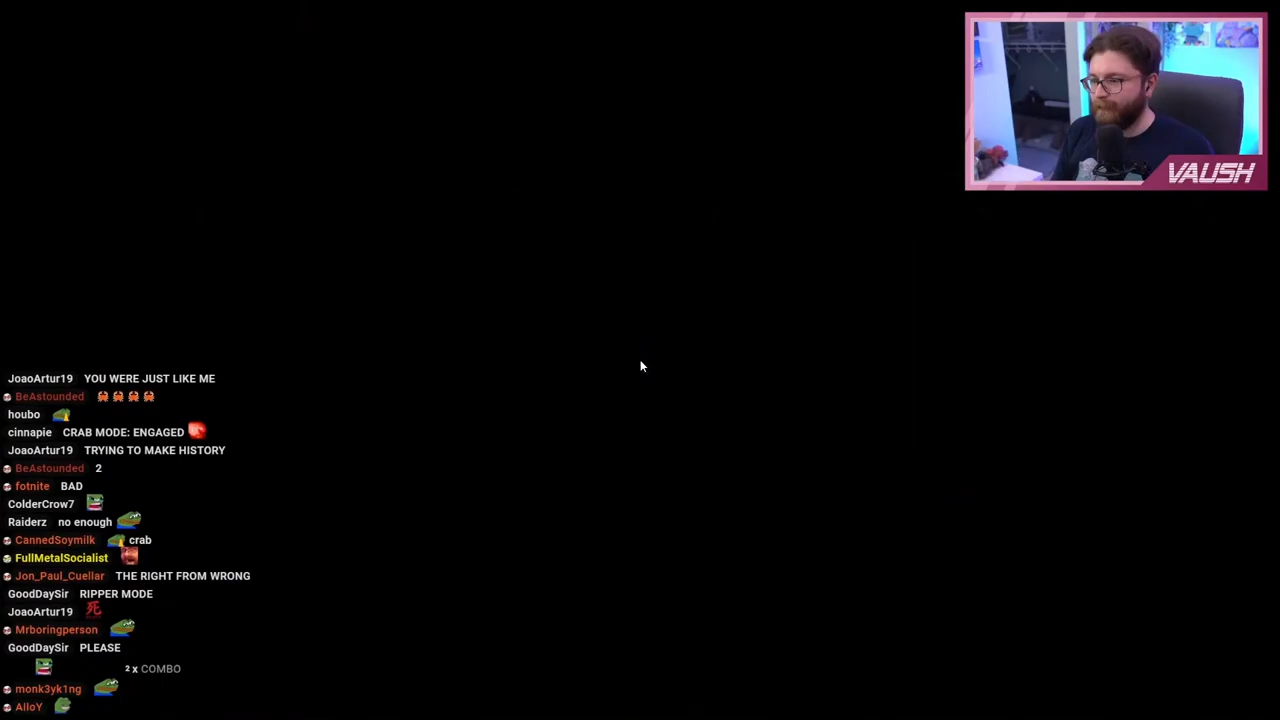 VAUSH
JoaoArtur19 YOU WERE JUST LIKE ME
BeAstounded
houbo
cinnapie CRAB MODE: ENGAGED
JoaoArtur19 TRYING TO MAKE HISTORY
BeAstounded 2
fotnite BAD
ColderCrow7
Raiderz no enough
CannedSoymilk crab
FullMetalSocialist
Jon_Paul_Cuellar THE RIGHT FROM WRONG
GoodDaySir RIPPER MODE
JoaoArtur19 死
Mrboringperson
GoodDaySir PLEASE
2 x COMBO
monk3yk1ng
AlloY